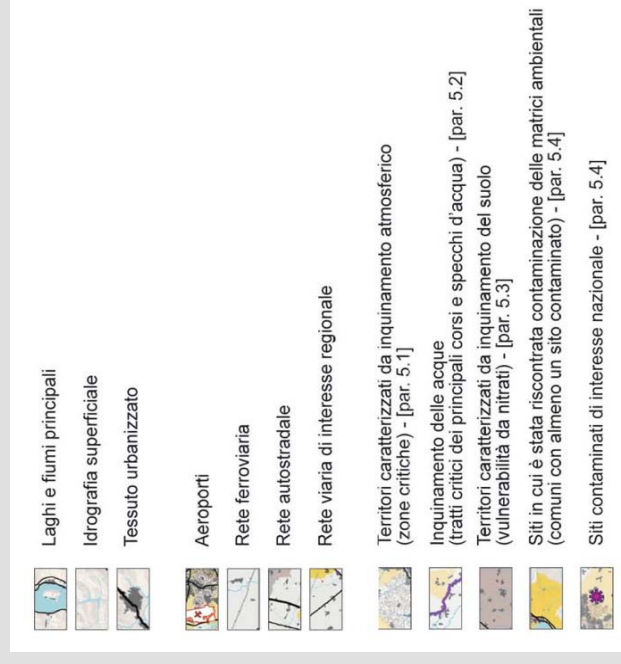 Laghi e fiumi principali
Idrografia superficiale
Tessuto urbanizzato
Aeroporti
Rete ferroviaria
Rete autostradale
Rete viaria di interesse regionale
Territori caratterizzati da inquinamento atmosferico
(zone critiche) - [par. 5.1]
Inquinamento delle acque
(tratti critici dei principali corsi e specchi d'acqua) - [par. 5.2]
Territori caratterizzati da inquinamento del suolo
(vulnerabilità da nitrati) - [par. 5.3]
Siti in cui è stata riscontrata contaminazione delle matrici ambientali
(comuni con almeno un sito contaminato) - [par. 5.4]
Siti contaminati di interesse nazionale - [par. 5.4]